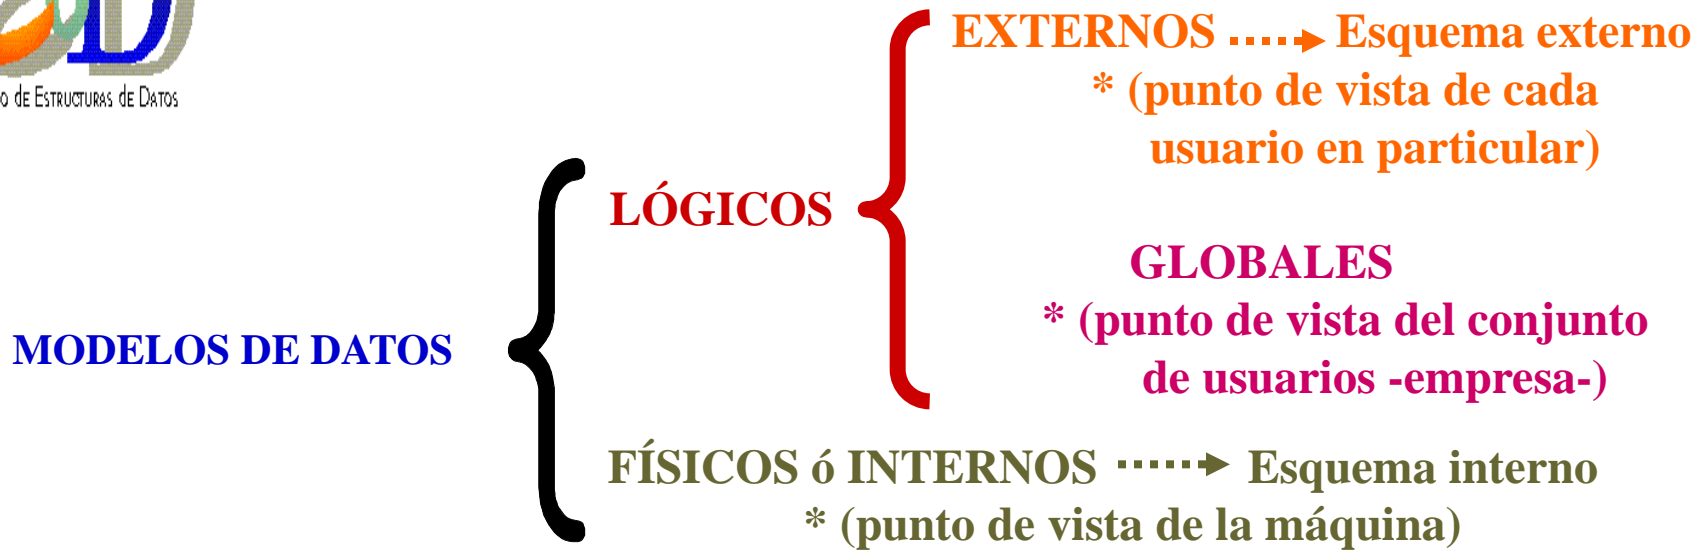 o de Estructuras de Datos
EXTERNOS Esquema externo
* (punto de vista de cada
usuario en particular)
LÓGICOS
GLOBALES
* (punto de vista del conjunto
de usuarios -empresa-)
MODELOS DE DATOS
FÍSICOS ó INTERNOS Esquema interno
* (punto de vista de la máquina)